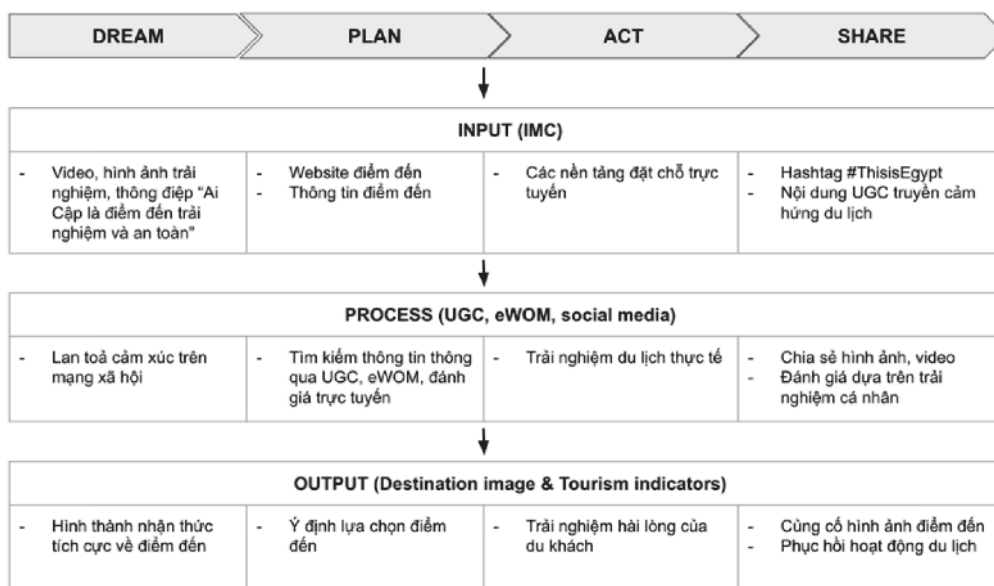 DREAM PLAN ACT SHARE
INPUT (IMC)
- Video, hình ảnh trải
nghiệm, thông điệp "Ai
Cập là điểm đến trải
nghiệm và an toàn"
- Website điểm đến
- Thông tin điểm đến
- Các nền tảng đặt chỗ trực
tuyến
- Hashtag #ThisisEgypt
- Nội dung UGC truyền cảm
hứng du lịch
PROCESS (UGC, eWOM, social media)
- Lan toả cảm xúc trên
mạng xã hội
- Tìm kiếm thông tin thông
qua UGC, eWOM, đánh
giá trực tuyến
- Trải nghiệm du lịch thực tế
- Chia sẻ hình ảnh, video
- Đánh giá dựa trên trải
nghiệm cá nhân
OUTPUT (Destination image & Tourism indicators)
- Hình thành nhận thức
tích cực về điểm đến
- Ý định lựa chọn điểm
đến
- Trải nghiệm hài lòng của
du khách
- Củng cố hình ảnh điểm đến
- Phục hồi hoạt động du lịch